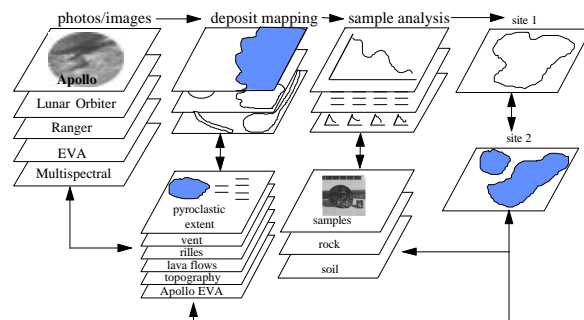 photos/images
deposit mapping
sample analysis
site 1
Apollo
Lunar Orbiter
Ranger
EVA
Multispectral
site 2
pyroclastic
extent
vent
rilles
lava flows
topography
Apollo EVA
samples
rock
soil